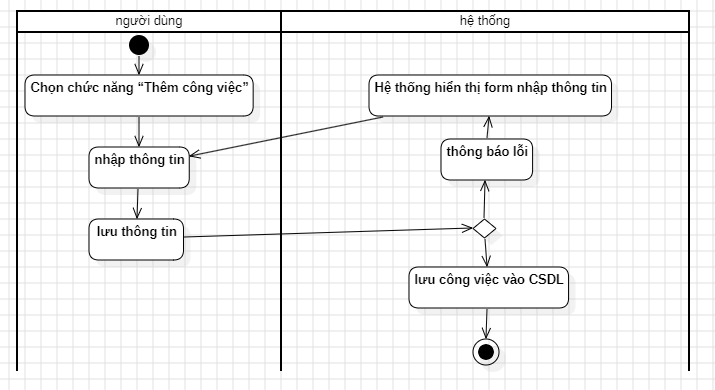 người dùng
hệ thống
Chọn chức năng “Thêm công việc”
Hệ thống hiển thị form nhập thông tin
nhập thông tin
thông báo lỗi
lưu thông tin
lưu công việc vào CSDL